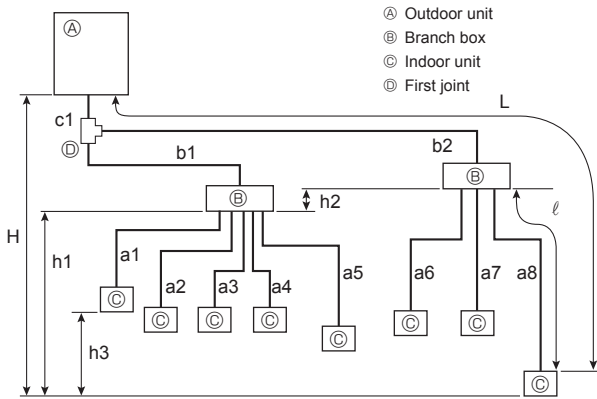 Ⓐ Outdoor unit
Ⓑ Branch box
Ⓒ Indoor unit
Ⓓ First joint
Ⓐ
L
c1
Ⓓ
b1
b2
Ⓑ
Ⓑ
h2
ℓ
H
h1
a1
a2
a3
a4
a5
a6
a7
a8
Ⓒ
Ⓒ
Ⓒ
Ⓒ
Ⓒ
Ⓒ
Ⓒ
h3
Ⓒ